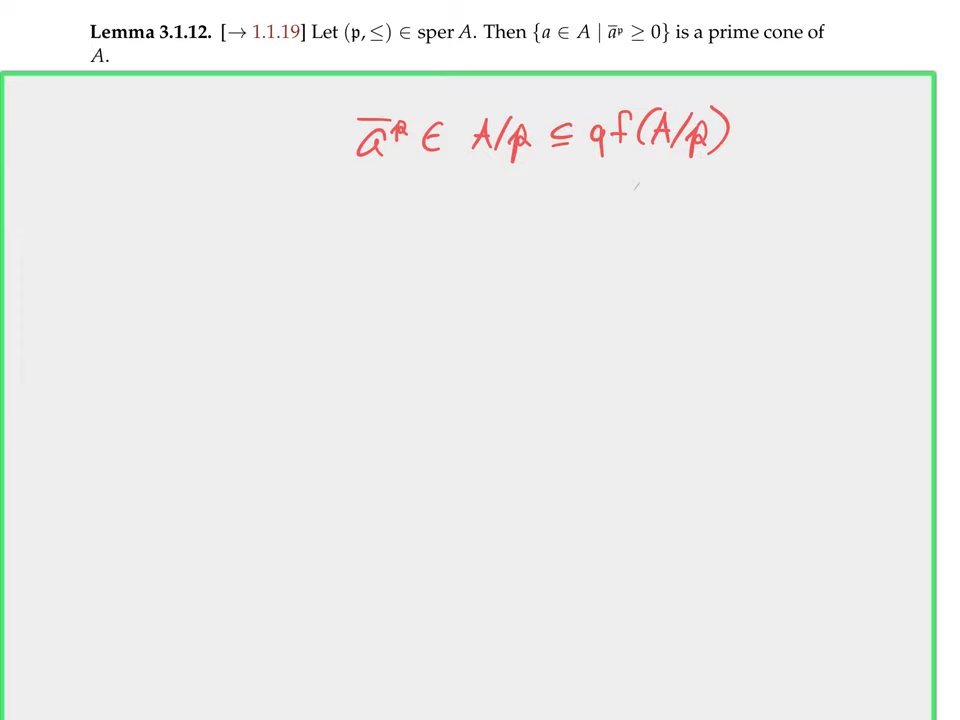 Lemma 3.1.12. [→ 1.1.19] Let (𝔭, ≤) ∈ sper A. Then {a ∈ A | a̅^𝔭 ≥ 0} is a prime cone of
A.
a̅^𝔭 ∈ A/𝔭 ⊆ qf(A/𝔭)